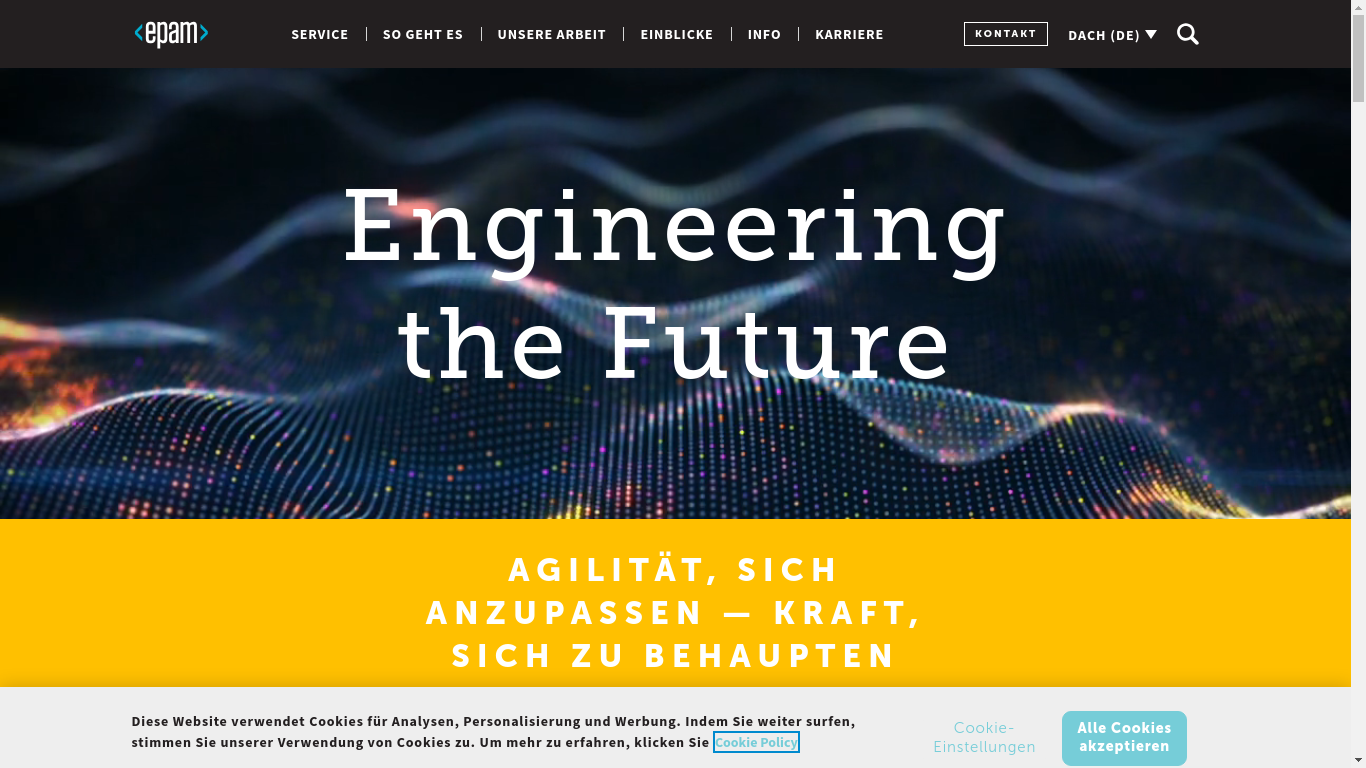 <epam>
SERVICE
SO GEHT ES
UNSERE ARBEIT
EINBLICKE
INFO
KARRIERE
KONTAKT
DACH (DE)
Engineering
the Future
AGILITÄT, SICH
ANZUPASSEN — KRAFT,
SICH ZU BEHAUPTEN
Diese Website verwendet Cookies für Analysen, Personalisierung und Werbung. Indem Sie weiter surfen,
stimmen Sie unserer Verwendung von Cookies zu. Um mehr zu erfahren, klicken Sie Cookie Policy
Cookie-
Einstellungen
Alle Cookies
akzeptieren